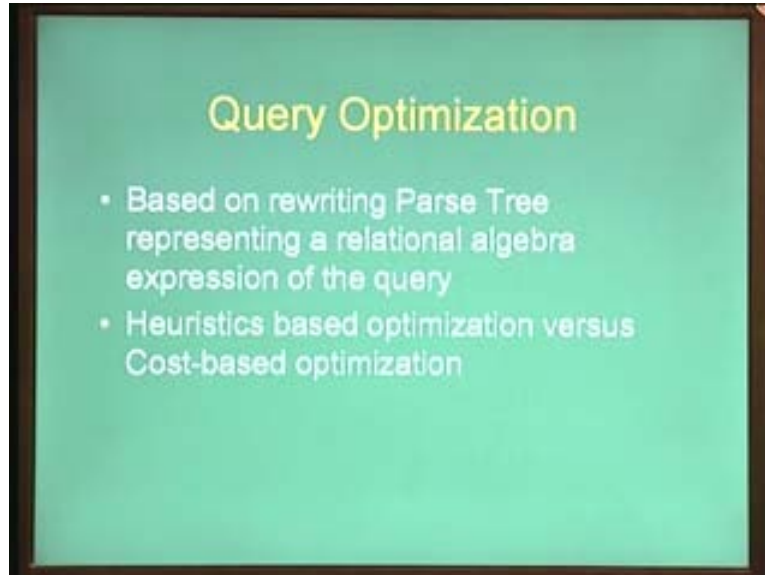 Query Optimization
• Based on rewriting Parse Tree
representing a relational algebra
expression of the query
• Heuristics based optimization versus
Cost-based optimization